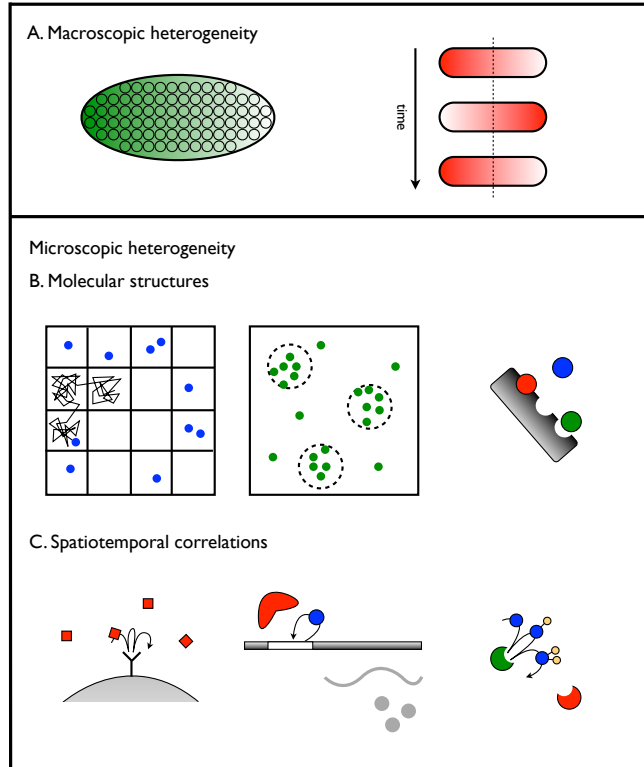 A. Macroscopic heterogeneity
time
Microscopic heterogeneity
B. Molecular structures
C. Spatiotemporal correlations